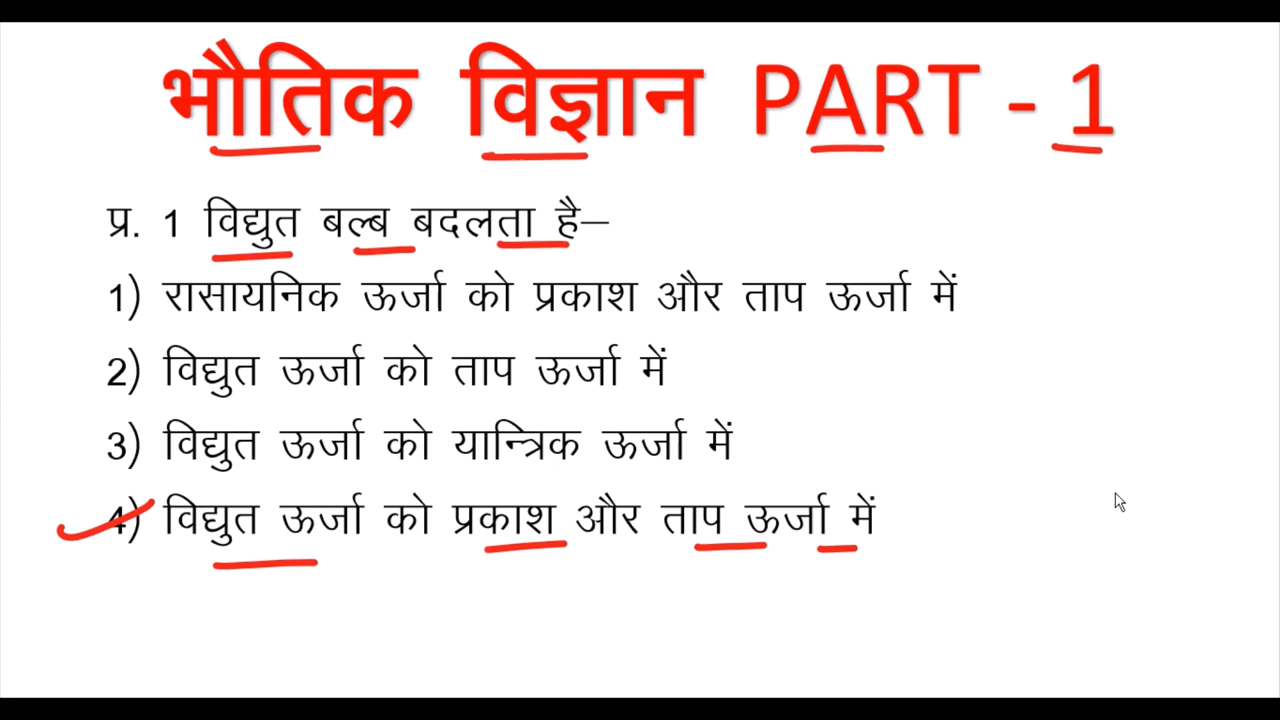 भौतिक विज्ञान PART - 1
प्र. 1 विद्युत बल्ब बदलता है–
1) रासायनिक ऊर्जा को प्रकाश और ताप ऊर्जा में
2) विद्युत ऊर्जा को ताप ऊर्जा में
3) विद्युत ऊर्जा को यान्त्रिक ऊर्जा में
4) विद्युत ऊर्जा को प्रकाश और ताप ऊर्जा में